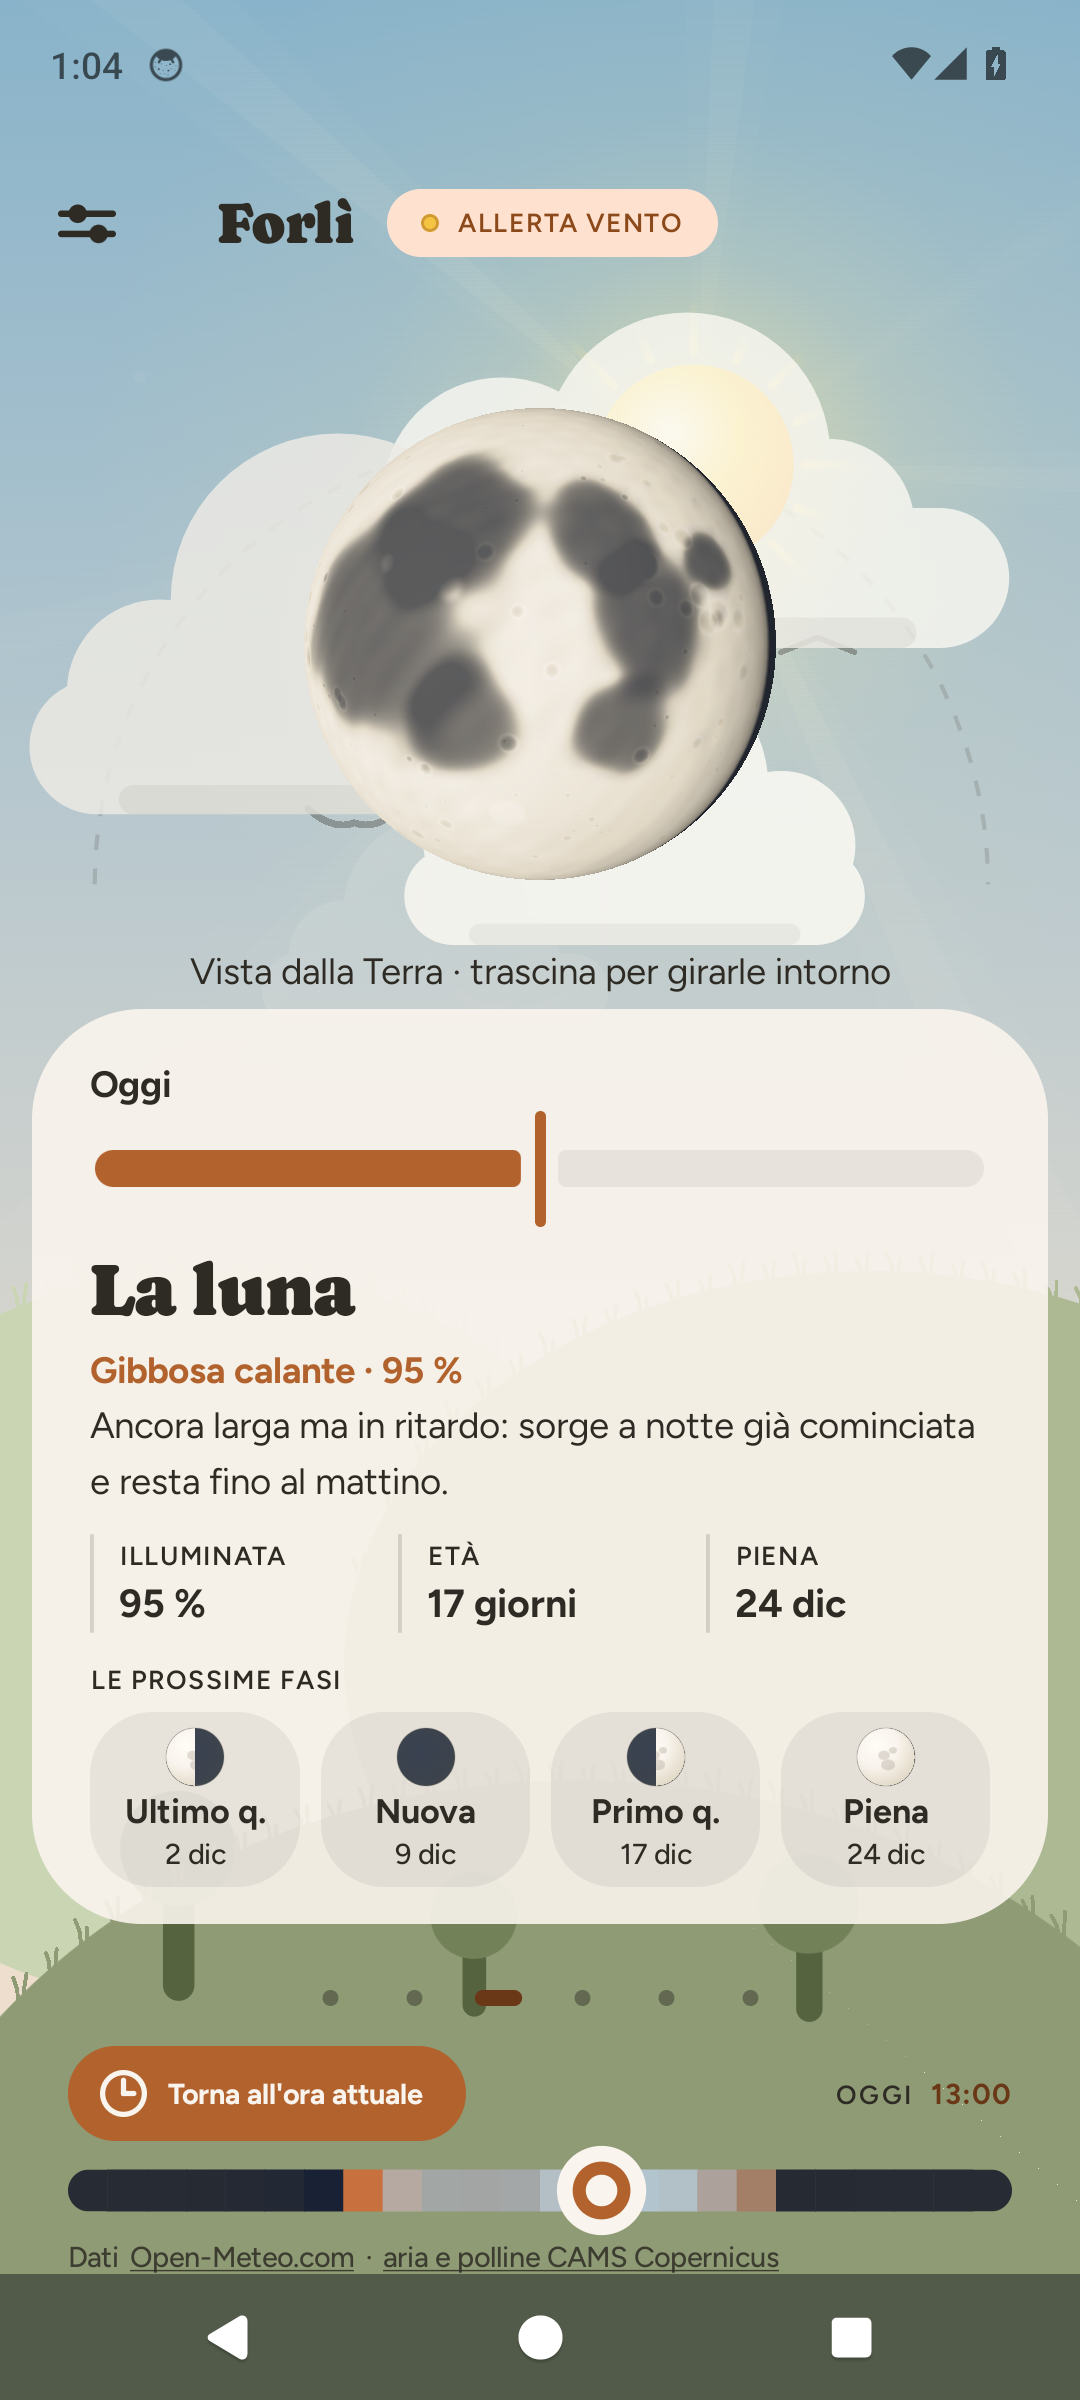 1:04
Forlì
ALLERTA VENTO
Vista dalla Terra · trascina per girarle intorno
Oggi
La luna
Gibbosa calante · 95 %
Ancora larga ma in ritardo: sorge a notte già cominciata
e resta fino al mattino.
ILLUMINATA ETÀ PIENA
95 % 17 giorni 24 dic
LE PROSSIME FASI
Ultimo q. Nuova Primo q. Piena
2 dic 9 dic 17 dic 24 dic
Torna all'ora attuale OGGI 13:00
Dati Open-Meteo.com · aria e polline CAMS Copernicus